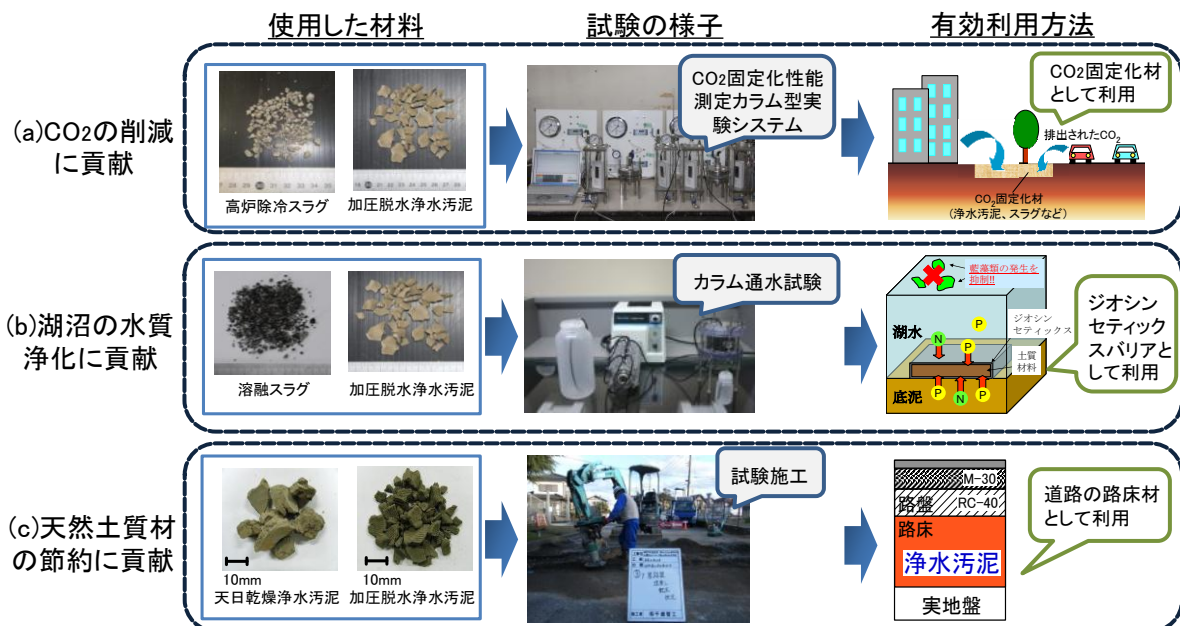 使用した材料
試験の様子
有効利用方法
(a)CO2の削減
に貢献
高炉除冷スラグ
加圧脱水浄水汚泥
CO2固定化性能
測定カラム型実
験システム
CO2固定化材
として利用
排出されたCO2
CO2固定化材
(浄水汚泥、スラグなど)
(b)湖沼の水質
浄化に貢献
溶融スラグ
加圧脱水浄水汚泥
カラム通水試験
藍藻類の発生を
抑制!!
ジオシン
セティックス
湖水
P
N
P
土質
材料
底泥
P
N
P
ジオシン
セティック
スバリアと
して利用
(c)天然土質材
の節約に貢献
10mm
天日乾燥浄水汚泥
10mm
加圧脱水浄水汚泥
試験施工
M-30
路盤
RC-40
路床
浄水汚泥
実地盤
道路の路床材
として利用